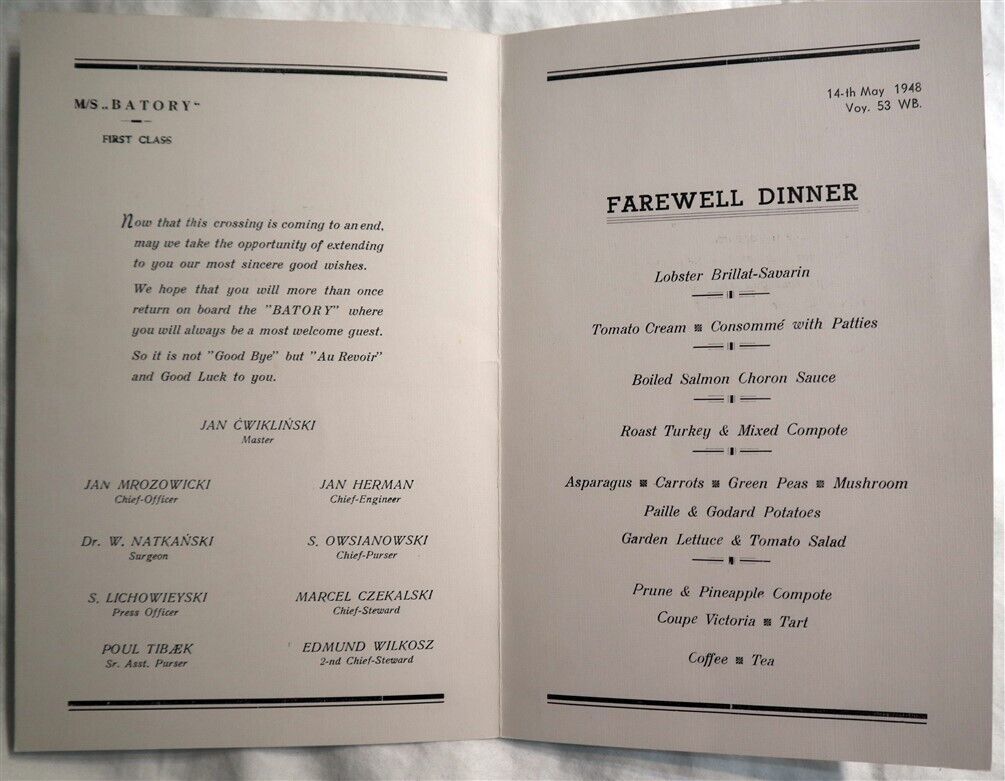 M/S „BATORY"
FIRST CLASS
Now that this crossing is coming to an end,
may we take the opportunity of extending
to you our most sincere good wishes.
We hope that you will more than once
return on board the "BATORY" where
you will always be a most welcome guest.
So it is not "Good Bye" but "Au Revoir"
and Good Luck to you.
JAN ĆWIKLIŃSKI
Master
JAN MROZOWICKI
Chief-Officer
JAN HERMAN
Chief-Engineer
Dr. W. NATKAŃSKI
Surgeon
S. OWSIANOWSKI
Chief-Purser
S. LICHOWIEYSKI
Press Officer
MARCEL CZEKALSKI
Chief-Steward
POUL TIBÆK
Sr. Asst. Purser
EDMUND WILKOSZ
2-nd Chief-Steward
14-th May 1948
Voy. 53 WB.
FAREWELL DINNER
Lobster Brillat-Savarin
Tomato Cream ▪ Consommé with Patties
Boiled Salmon Choron Sauce
Roast Turkey & Mixed Compote
Asparagus ▪ Carrots ▪ Green Peas ▪ Mushroom
Paille & Godard Potatoes
Garden Lettuce & Tomato Salad
Prune & Pineapple Compote
Coupe Victoria ▪ Tart
Coffee ▪ Tea